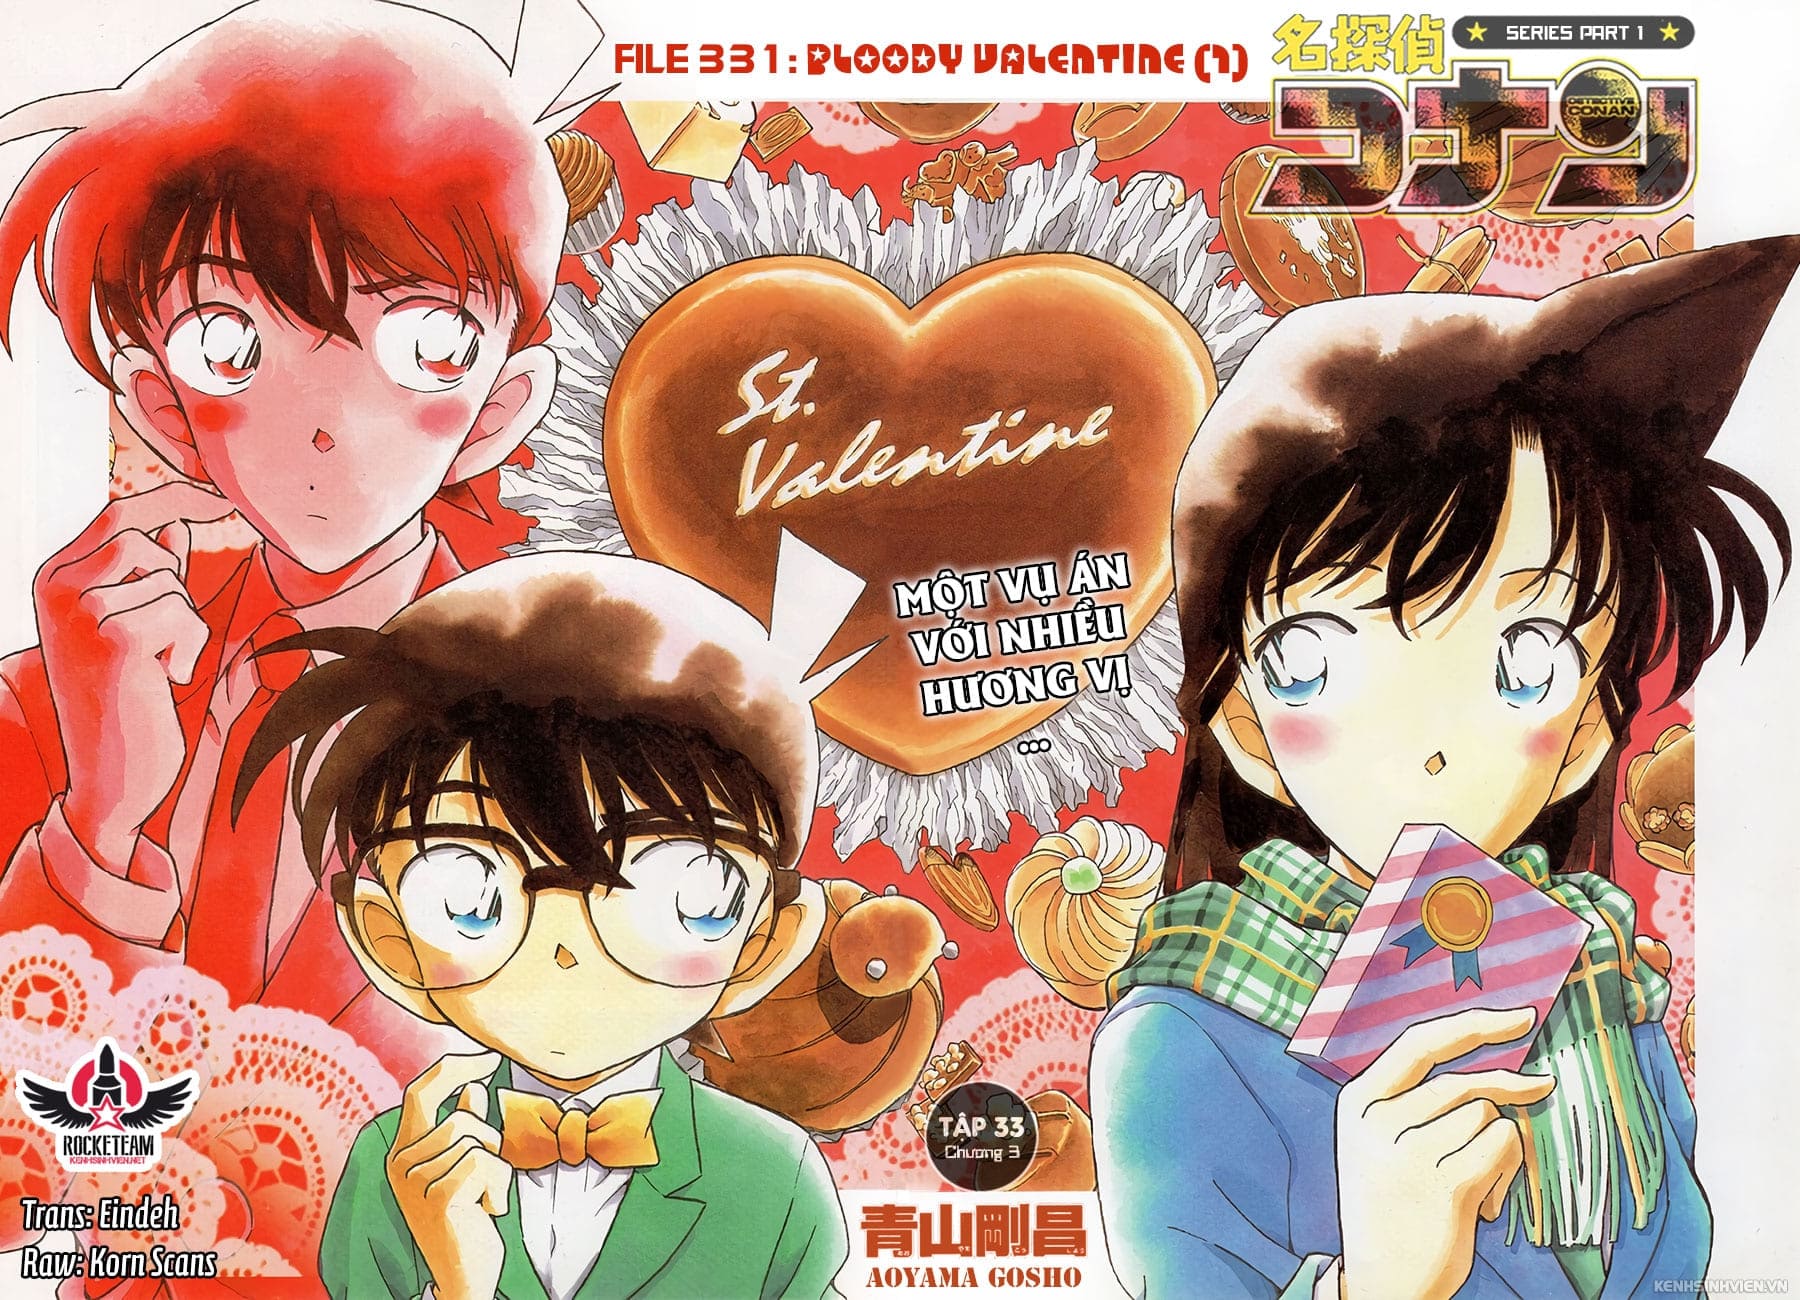 FILE 331: BLOODY VALENTINE (1)
名探偵
SERIES PART 1
コナン
DETECTIVE
CONAN
St.
Valentine
MỘT VỤ ÁN
VỚI NHIỀU
HƯƠNG VỊ
...
TẬP 33
Chương 3
ROCKETEAM
KENHSINHVIEN.NET
Trans: Eindeh
Raw: Korn Scans
青山剛昌
AOYAMA GOSHO
KENHSINHVIEN.VN